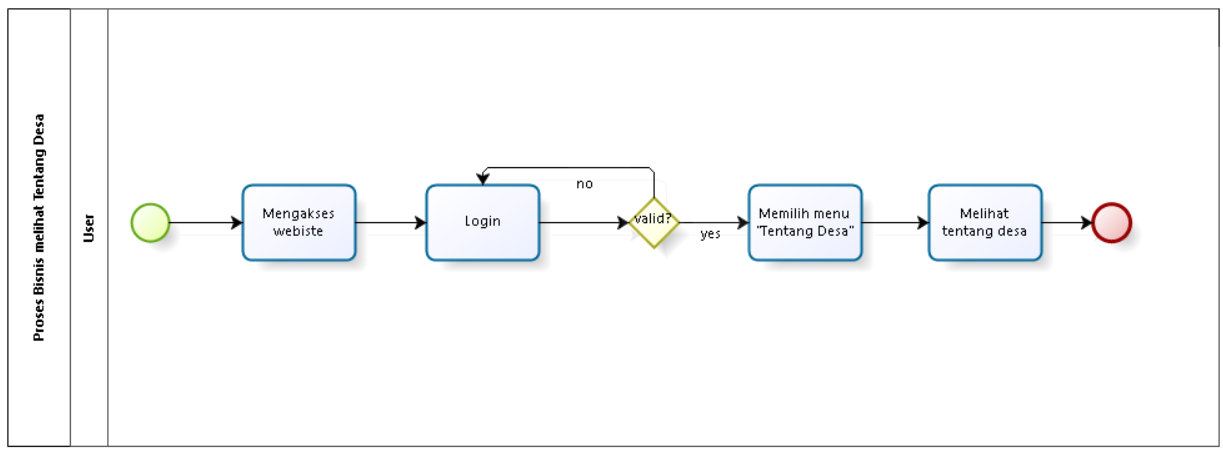 Proses Bisnis melihat Tentang Desa
User
Mengakses
webiste
Login
no
valid?
yes
Memilih menu
"Tentang Desa"
Melihat
tentang desa